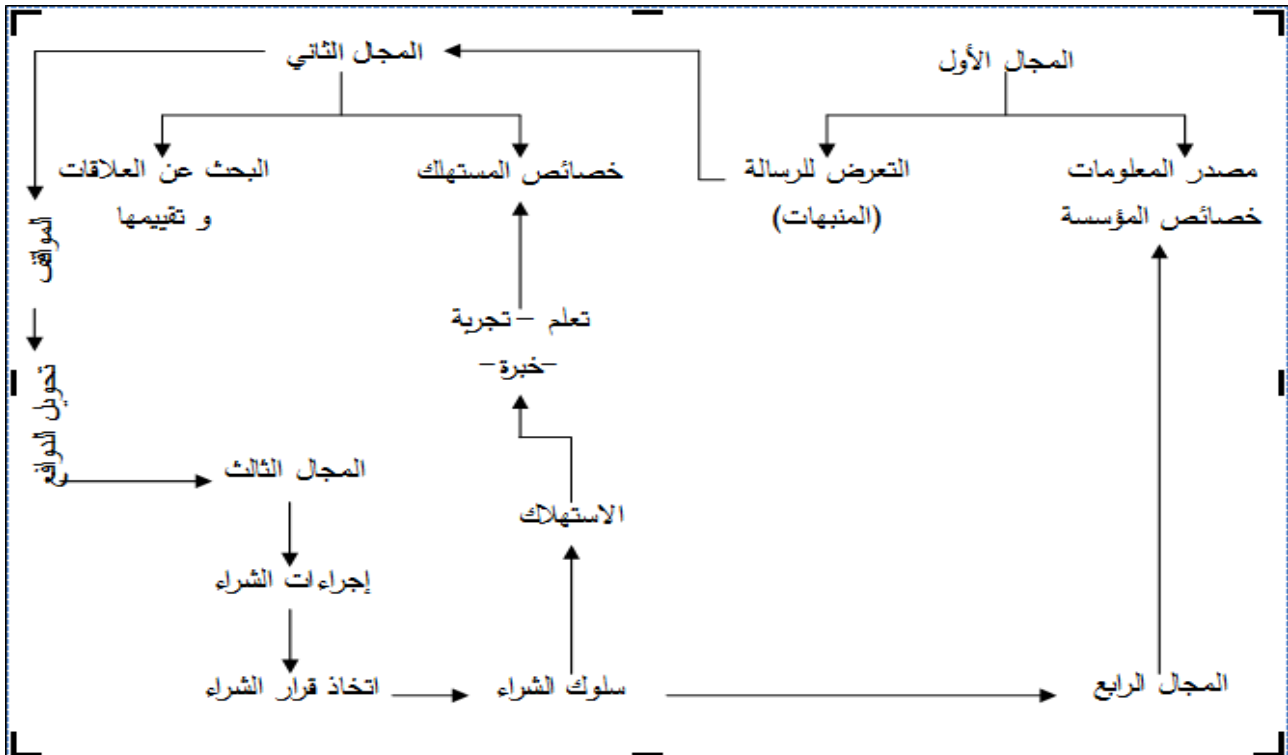 المجال الأول
المجال الثاني
مصدر المعلومات
خصائص المؤسسة
التعرض للرسالة
(المنبهات)
خصائص المستهلك
البحث عن العلاقات
و تقييمها
المواقف
تعلم – تجربة
–خبرة–
تحويل الدوافع
المجال الثالث
الاستهلاك
إجراءات الشراء
اتخاذ قرار الشراء
سلوك الشراء
المجال الرابع